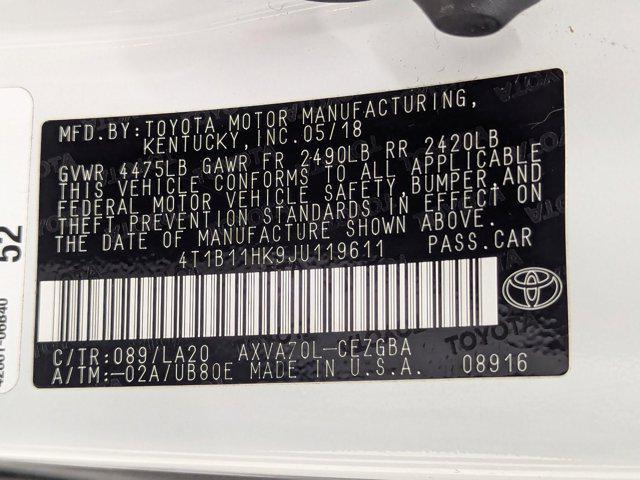 MFD.BY:TOYOTA MOTOR MANUFACTURING,
KENTUCKY,INC.05/18
GVWR 4475LB GAWR FR 2490LB RR 2420LB
THIS VEHICLE CONFORMS TO ALL APPLICABLE
FEDERAL MOTOR VEHICLE SAFETY,BUMPER,AND
THEFT PREVENTION STANDARDS IN EFFECT ON
THE DATE OF MANUFACTURE SHOWN ABOVE.
4T1B11HK9JU119611 PASS.CAR
C/TR:089/LA20 AXVA70L-CEZGBA
A/TM:-02A/UB80E MADE IN U.S.A. 08916
TOYOTA
52